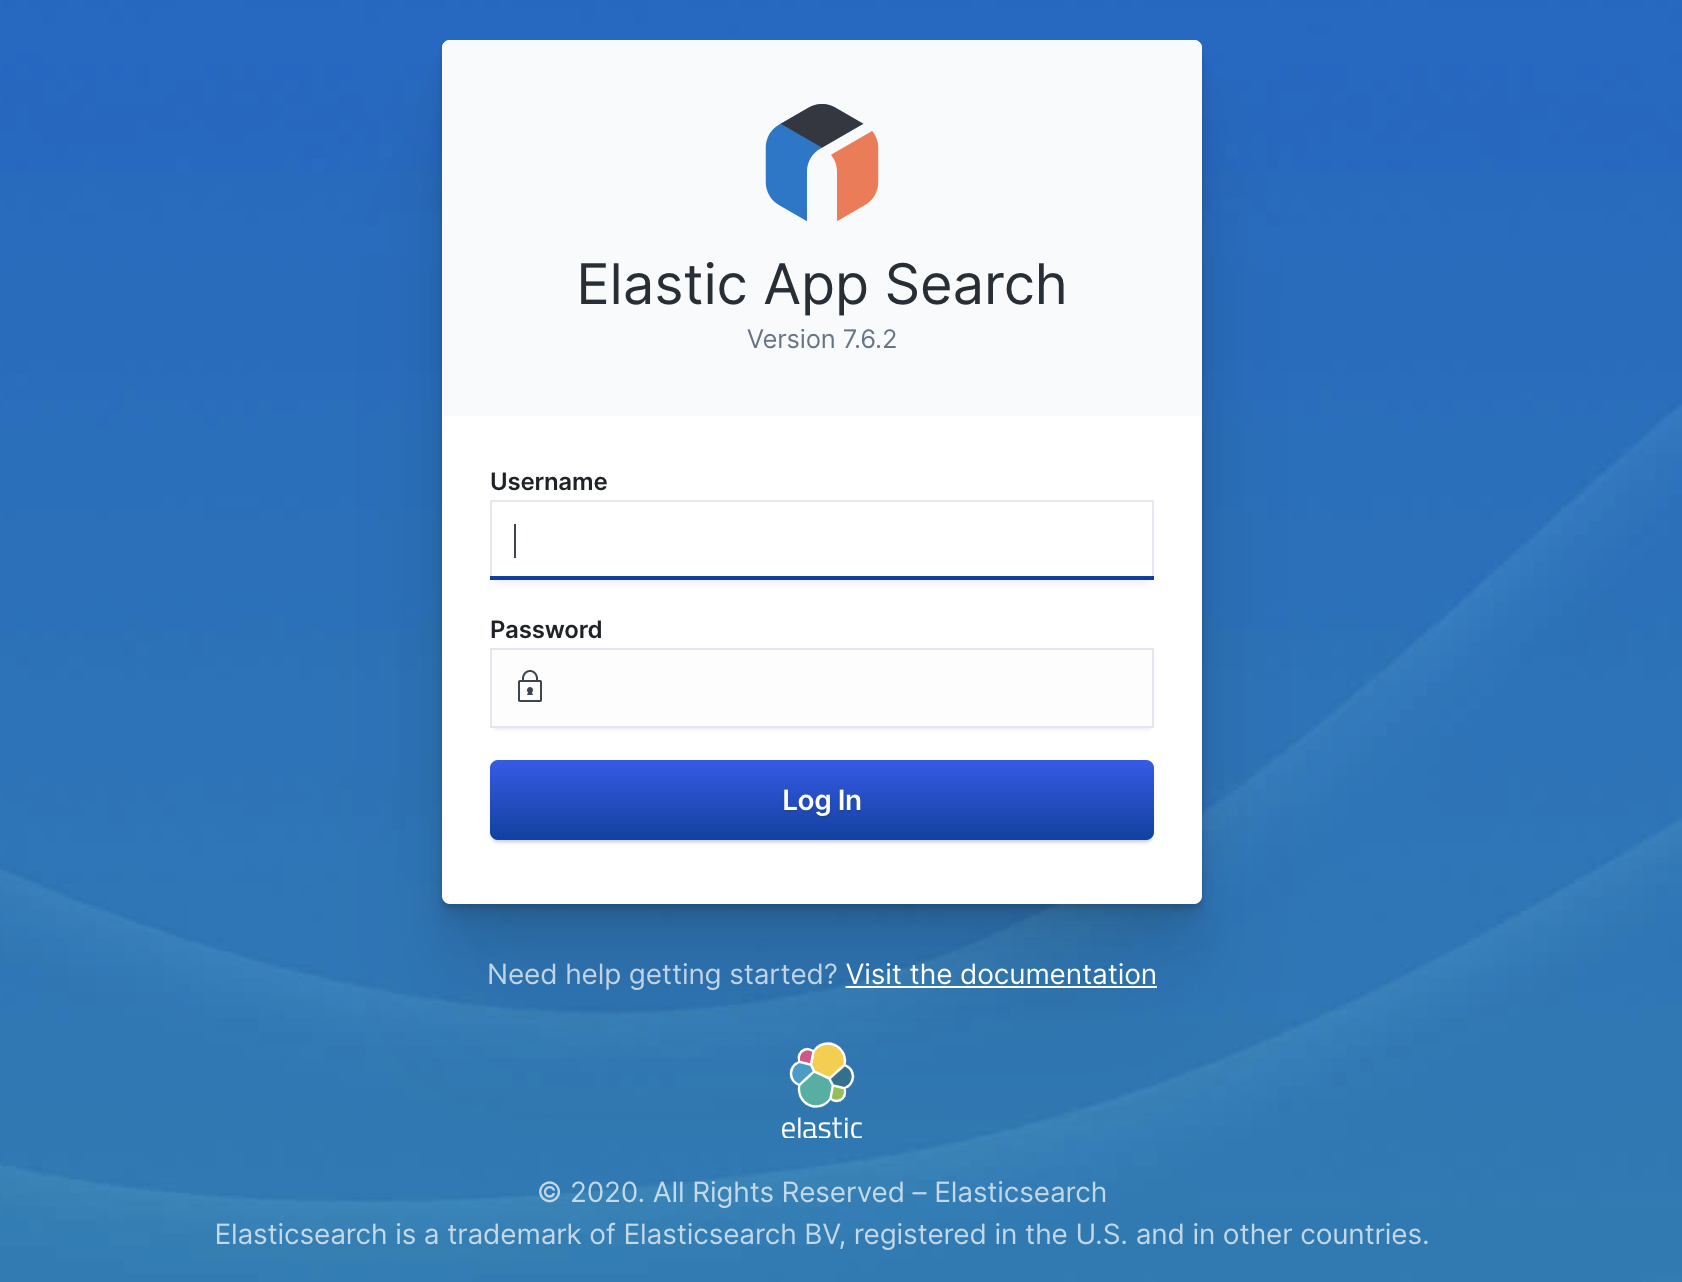 Elastic App Search
Version 7.6.2
Username
Password
Log In
Need help getting started? Visit the documentation
elastic
© 2020. All Rights Reserved – Elasticsearch
Elasticsearch is a trademark of Elasticsearch BV, registered in the U.S. and in other countries.